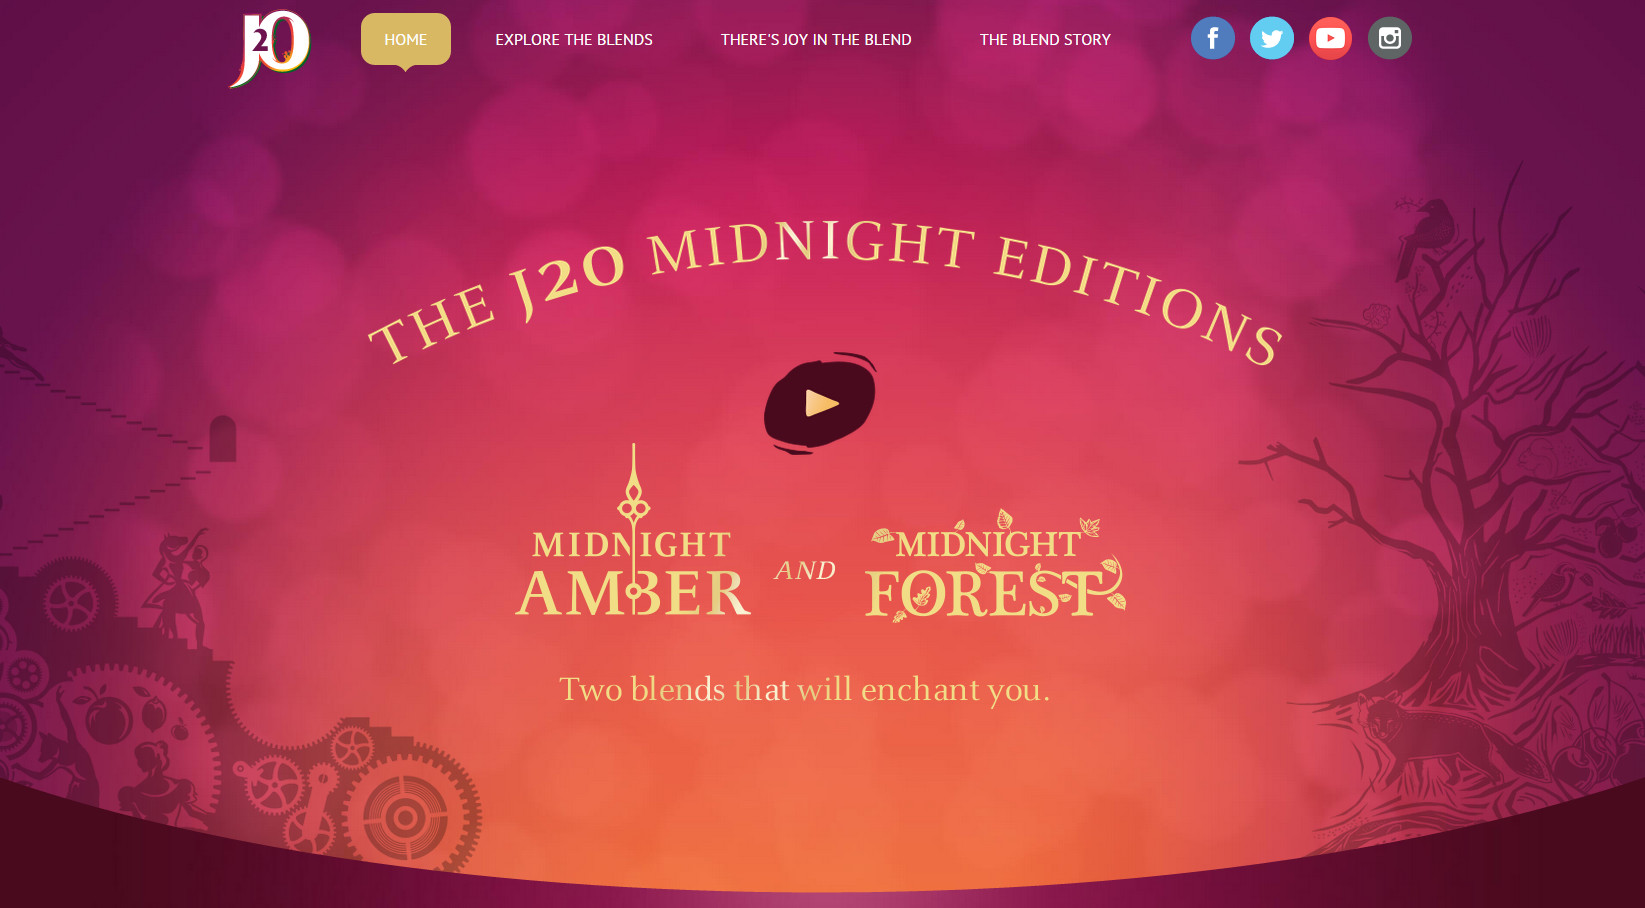 J2O
HOME
EXPLORE THE BLENDS
THERE'S JOY IN THE BLEND
THE BLEND STORY
THE J2O MIDNIGHT EDITIONS
MIDNIGHT
AMBER
AND
MIDNIGHT
FOREST
Two blends that will enchant you.